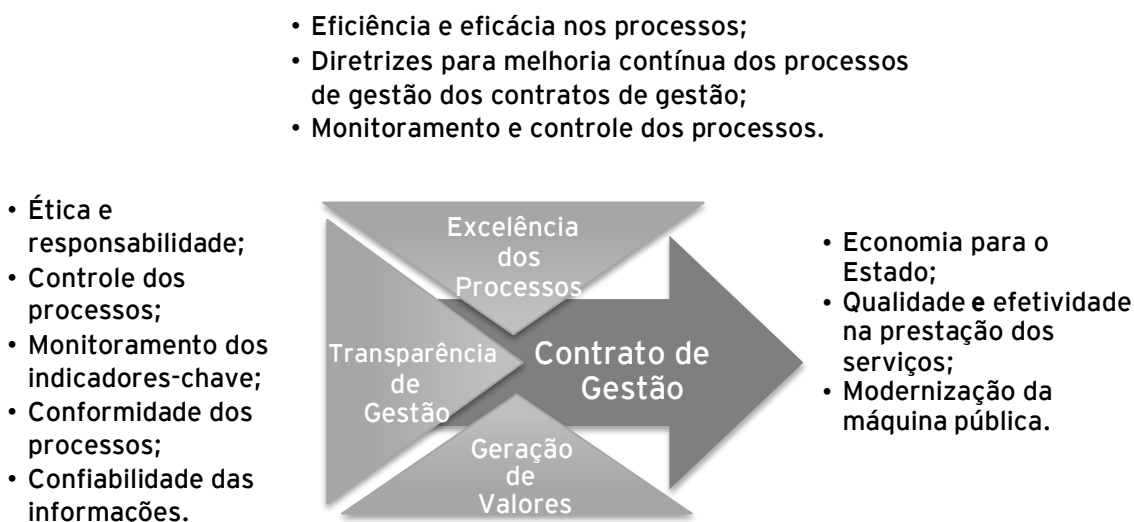 • Eficiência e eficácia nos processos;
• Diretrizes para melhoria contínua dos processos
de gestão dos contratos de gestão;
• Monitoramento e controle dos processos.
• Ética e
responsabilidade;
• Controle dos
processos;
• Monitoramento dos
indicadores-chave;
• Conformidade dos
processos;
• Confiabilidade das
informações.
Excelência
dos
Processos
Transparência
de
Gestão
Contrato de
Gestão
Geração
de
Valores
• Economia para o
Estado;
• Qualidade e efetividade
na prestação dos
serviços;
• Modernização da
máquina pública.